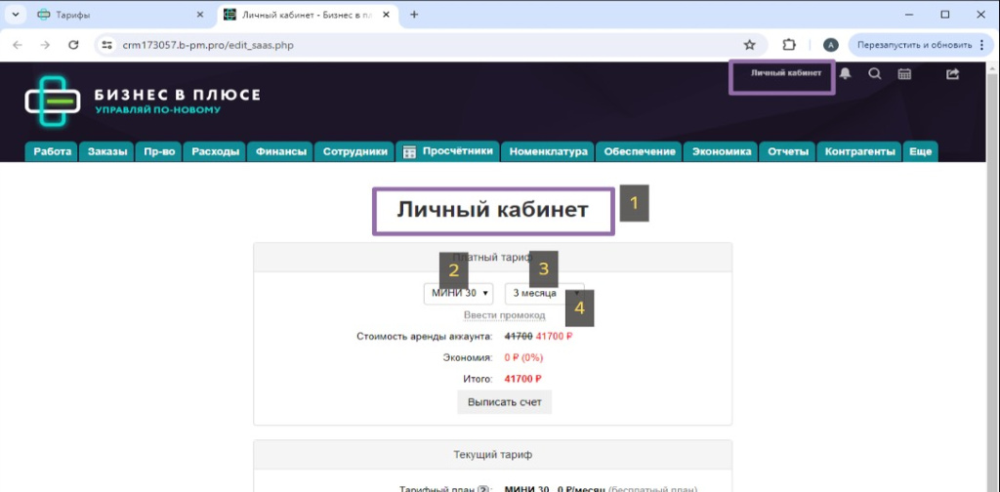 Тарифы
Личный кабинет - Бизнес в пл
crm173057.b-pm.pro/edit_saas.php
A
Перезапустить и обновить
Личный кабинет
БИЗНЕС В ПЛЮСЕ
УПРАВЛЯЙ ПО-НОВОМУ
Работа Заказы Пр-во Расходы Финансы Сотрудники Просчётники Номенклатура Обеспечение Экономика Отчеты Контрагенты Еще
Личный кабинет 1
Платный тариф
2 3
МИНИ 30 3 месяца
4
Ввести промокод
Стоимость аренды аккаунта: 41700 41700 ₽
Экономия: 0 ₽ (0%)
Итого: 41700 ₽
Выписать счет
Текущий тариф
Тарифный план [?]: МИНИ 30 0 ₽/месяц (бесплатный план)